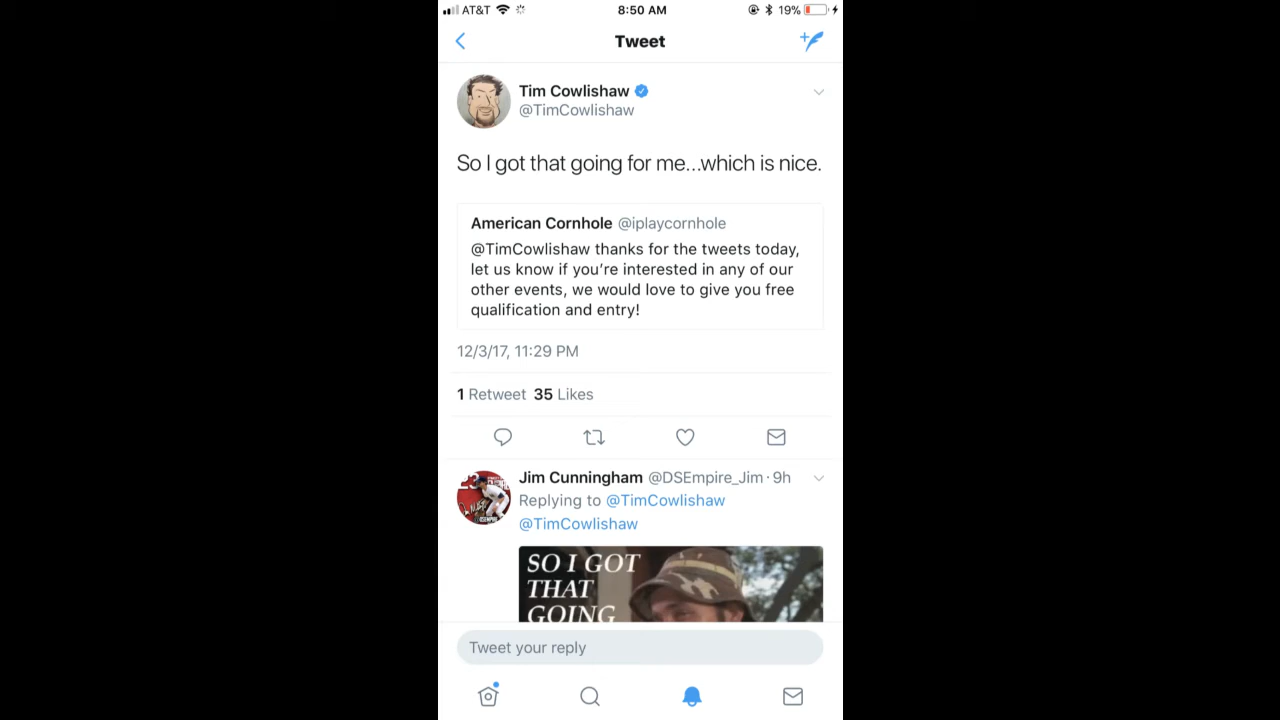 AT&T 8:50 AM 19%
Tweet
Tim Cowlishaw
@TimCowlishaw
So I got that going for me...which is nice.
American Cornhole @iplaycornhole
@TimCowlishaw thanks for the tweets today,
let us know if you’re interested in any of our
other events, we would love to give you free
qualification and entry!
12/3/17, 11:29 PM
1 Retweet 35 Likes
Jim Cunningham @DSEmpire_Jim · 9h
Replying to @TimCowlishaw
@TimCowlishaw
SO I GOT
THAT
GOING
Tweet your reply